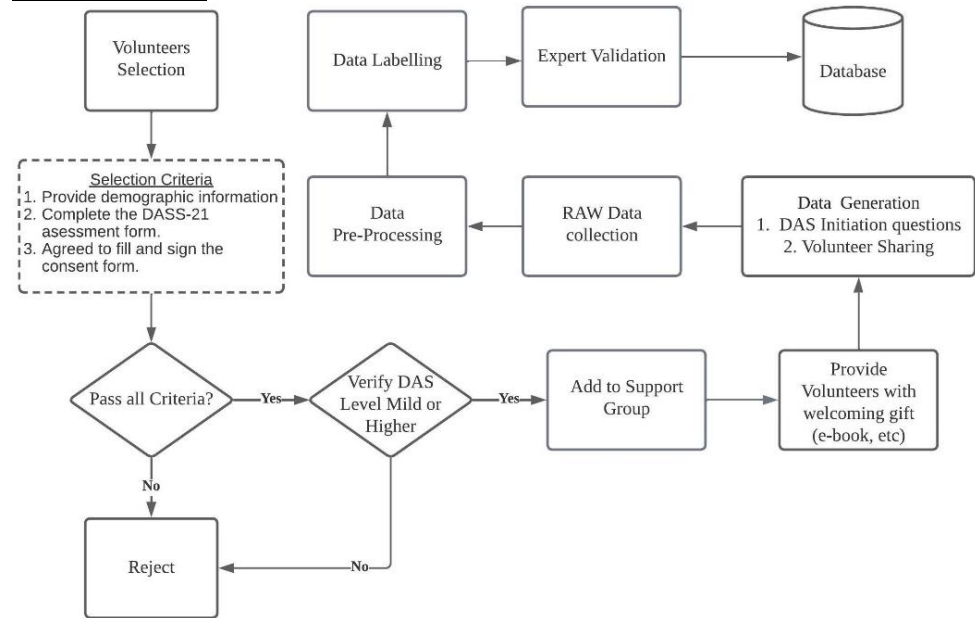 Volunteers
Selection
Selection Criteria
1. Provide demographic information
2. Complete the DASS-21
asessment form.
3. Agreed to fill and sign the
consent form.
Pass all Criteria?
Yes
No
Reject
Verify DAS
Level Mild or
Higher
Yes
No
Add to Support
Group
Provide
Volunteers with
welcoming gift
(e-book, etc)
Data Generation
1. DAS Initiation questions
2. Volunteer Sharing
RAW Data
collection
Data
Pre-Processing
Data Labelling
Expert Validation
Database